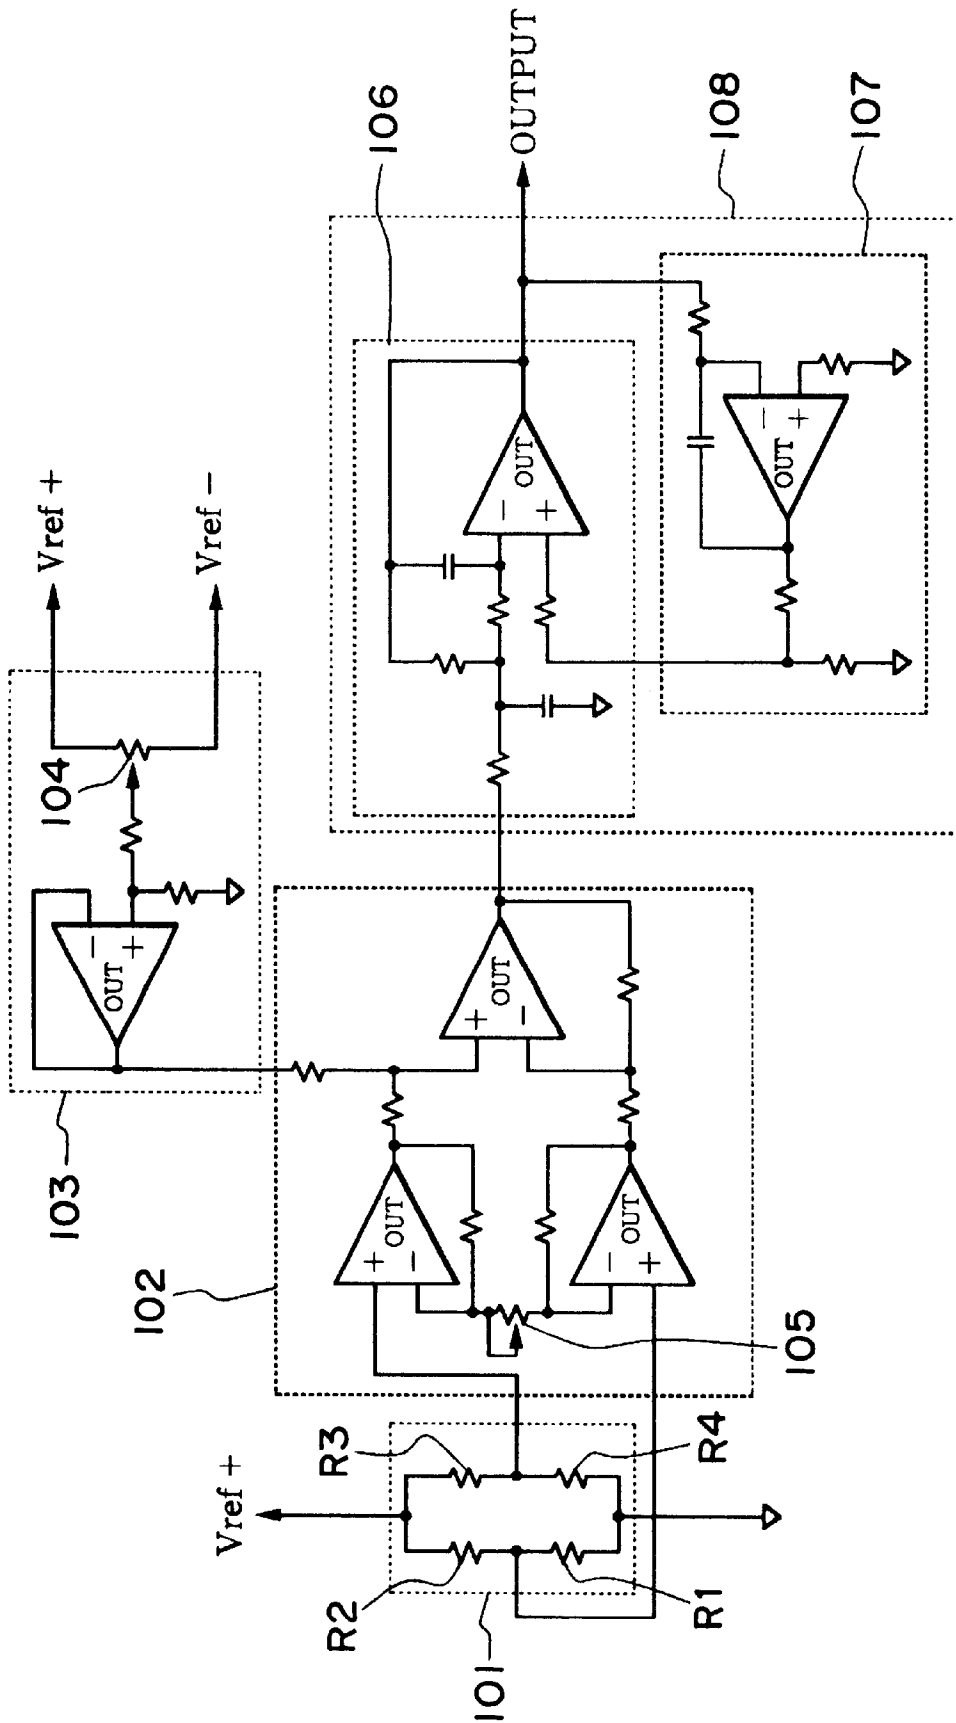 Vref +
Vref -
OUTPUT
103
104
OUT
-
+
102
106
108
107
+
OUT
-
-
OUT
+
+
OUT
-
-
OUT
+
-
OUT
+
105
Vref +
R3
R4
R2
R1
101